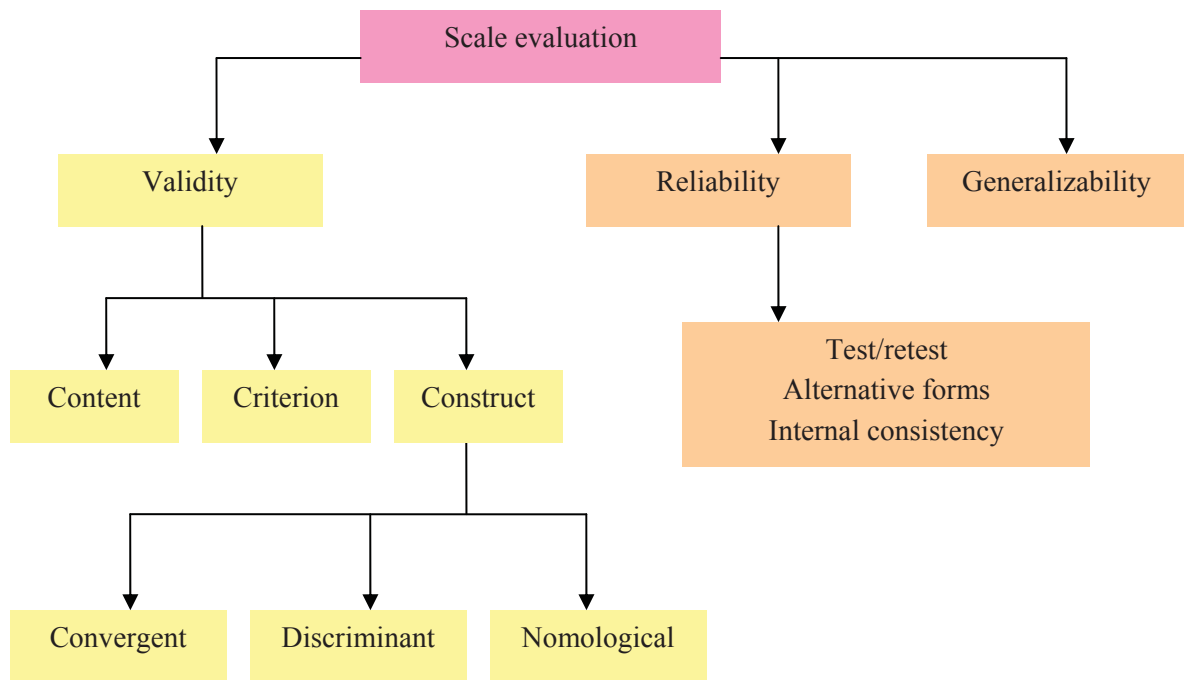 Scale evaluation
Validity
Reliability
Generalizability
Content
Criterion
Construct
Test/retest
Alternative forms
Internal consistency
Convergent
Discriminant
Nomological